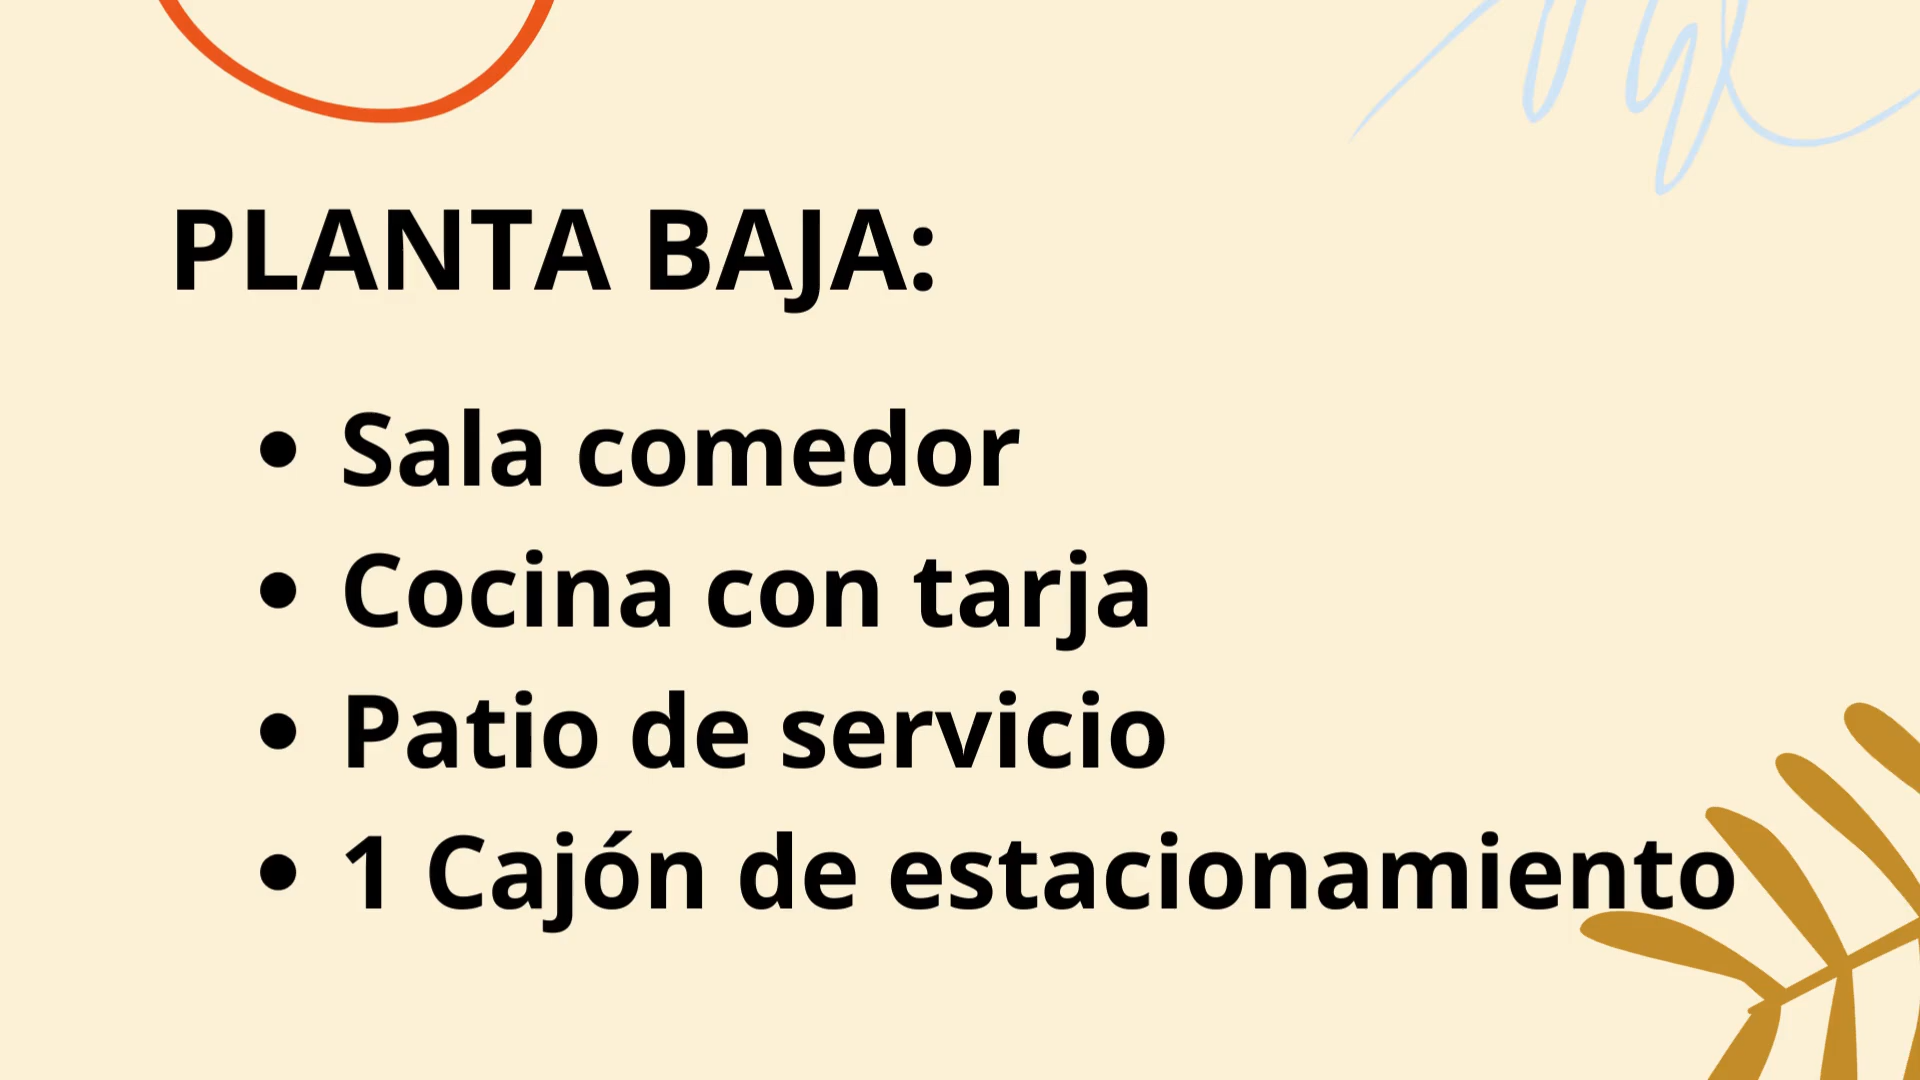 PLANTA BAJA:
• Sala comedor
• Cocina con tarja
• Patio de servicio
• 1 Cajón de estacionamiento